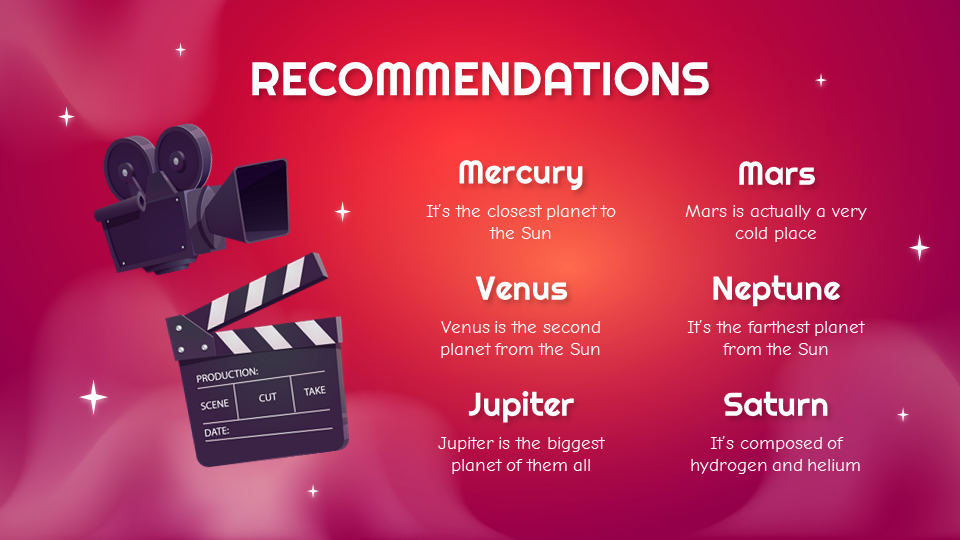 RECOMMENDATIONS
Mercury
It's the closest planet to
the Sun
Mars
Mars is actually a very
cold place
Venus
Venus is the second
planet from the Sun
Neptune
It's the farthest planet
from the Sun
Jupiter
Jupiter is the biggest
planet of them all
Saturn
It's composed of
hydrogen and helium
PRODUCTION:
SCENE CUT TAKE
DATE: